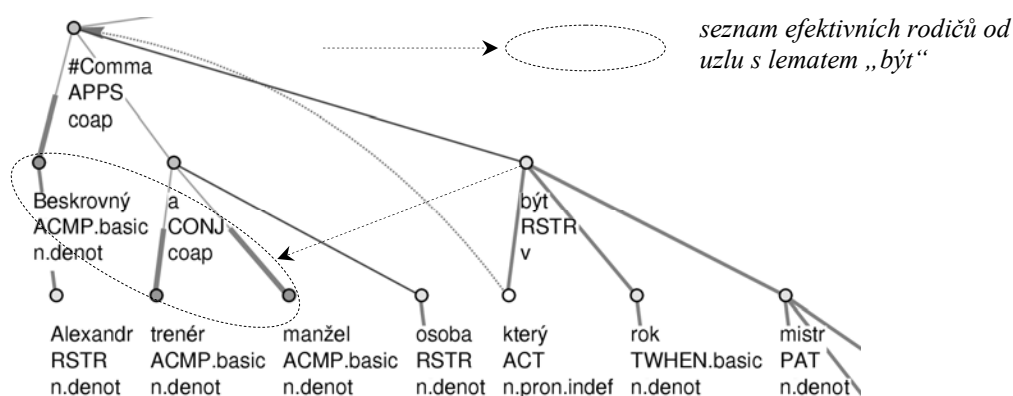 seznam efektivních rodičů od
uzlu s lematem „být“
#Comma
APPS
coap
Beskrovný
ACMP.basic
n.denot
a
CONJ
coap
být
RSTR
v
Alexandr
RSTR
n.denot
trenér
ACMP.basic
n.denot
manžel
ACMP.basic
n.denot
osoba
RSTR
n.denot
který
ACT
n.pron.indef
rok
TWHEN.basic
n.denot
mistr
PAT
n.denot